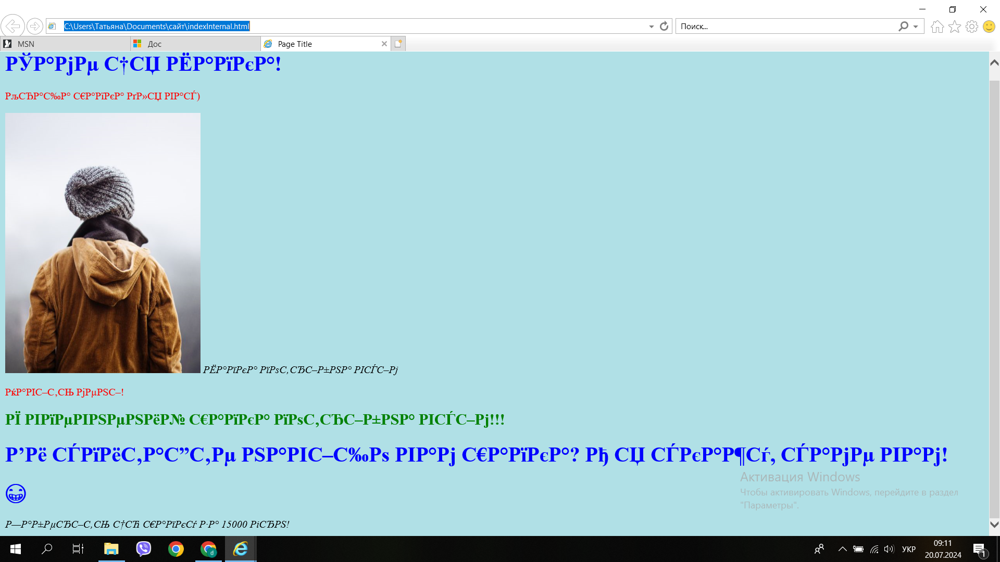 C:\Users\Татьяна\Documents\сайт\indexInternal.html
Поиск...
MSN
Дос
Page Title
РЎР°РјРµ С†СЏ РЁР°РїРєР°!
РљСЂР°С‰Р° С€Р°РїРєР° РґР»СЏ РІР°СЃ)
РЁР°РїРєР° РїРѕС‚СЂС–Р±РЅР° РІСЃС–Рј
РќР°РІС–С‚СЊ РјРµРЅС–!
РЇ РІРїРµРІРЅРµРЅРёР№ С€Р°РїРєР° РїРѕС‚СЂС–Р±РЅР° РІСЃС–Рј!!!
Р’Рё СЃРїРёС‚Р°С”С‚Рµ РЅР°РІС–С‰Рѕ РІР°Рј С€Р°РїРєР°? Рђ СЏ СЃРєР°Р¶Сѓ, СЃР°РјРµ РІР°Рј!
😁
Р—Р°Р±РµСЂС–С‚СЊ С†СЋ С€Р°РїРєСѓ Р·Р° 15000 РіСЂРЅ!
Активация Windows
Чтобы активировать Windows, перейдите в раздел
"Параметры".
УКР
09:11
20.07.2024
1